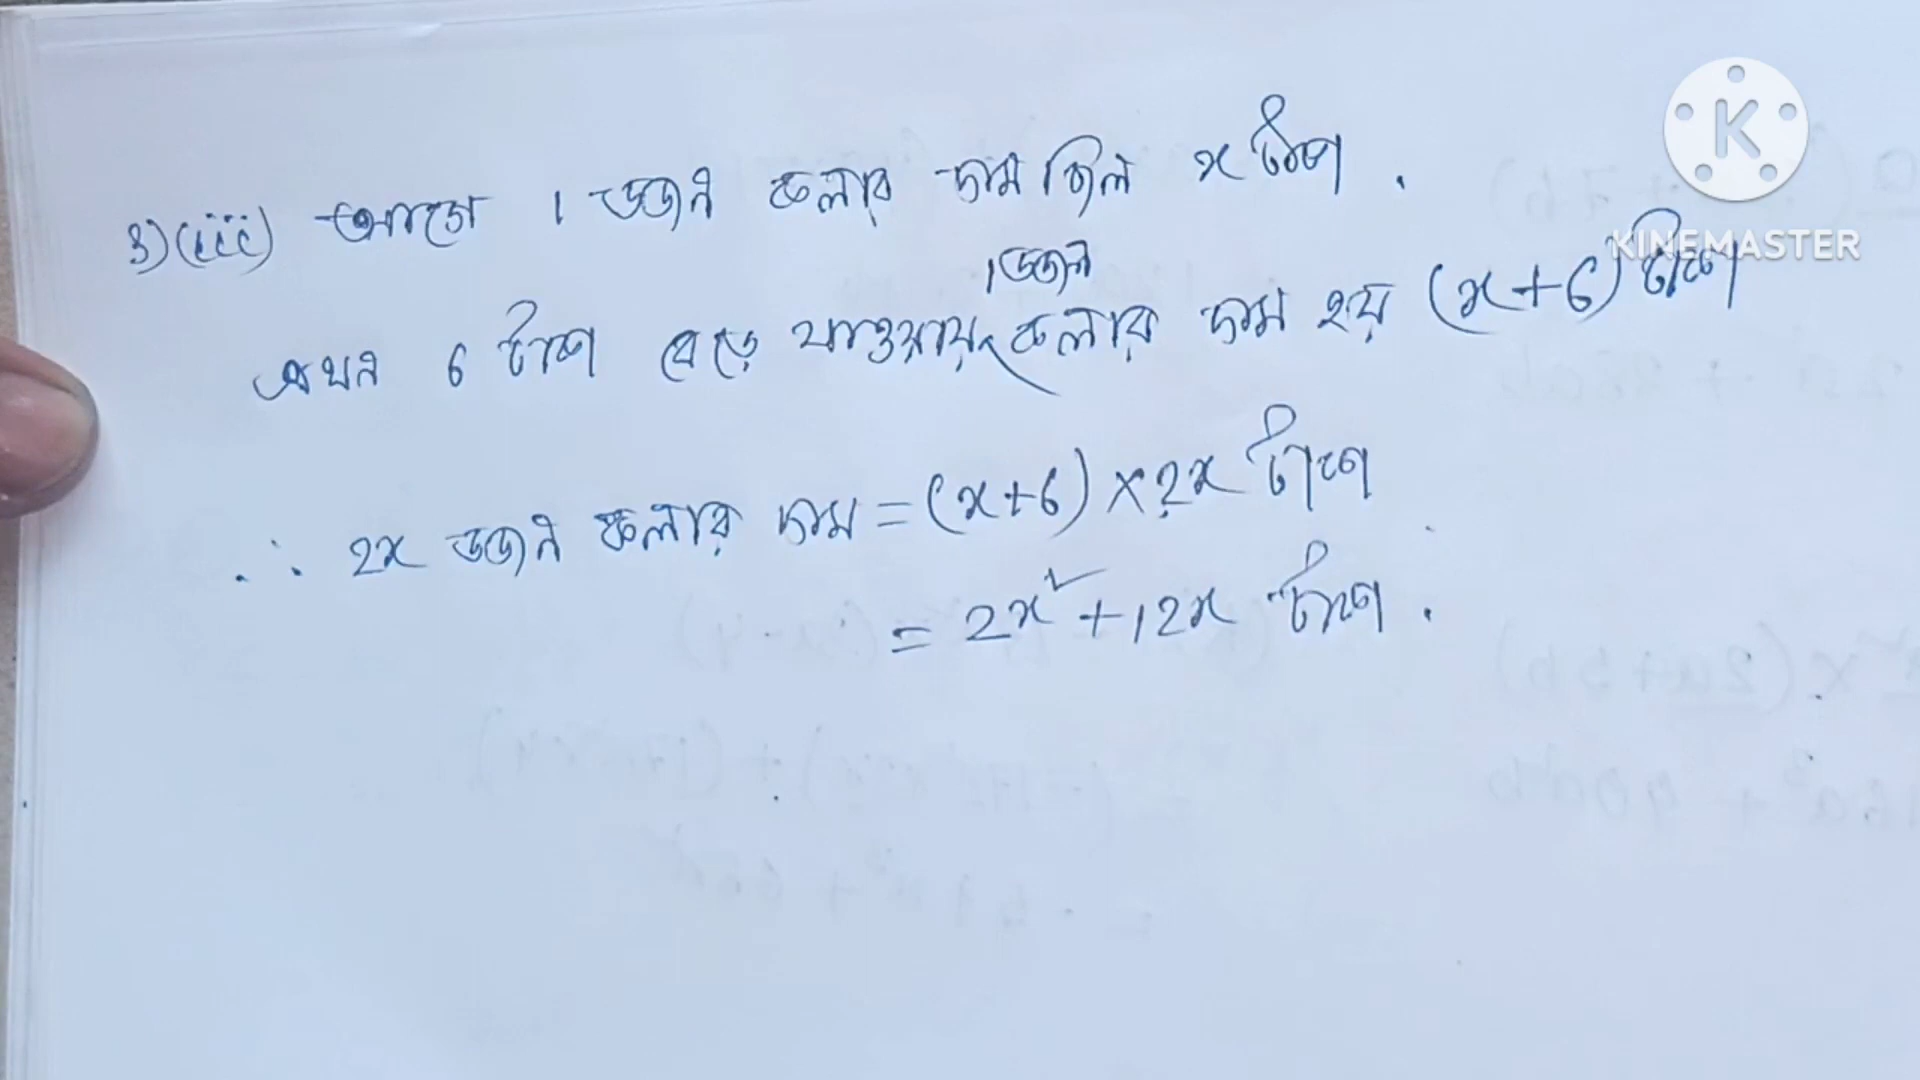 3)(iii) আগে 1 ডজন কলার দাম ছিল x টাকা.
এখন 6 টাকা বেড়ে যাওয়ায় 1 ডজন কলার দাম হয় (x+6) টাকা
∴ 2x ডজন কলার দাম = (x+6) × 2x টাকা
= 2x² + 12x টাকা.
K
KINEMASTER